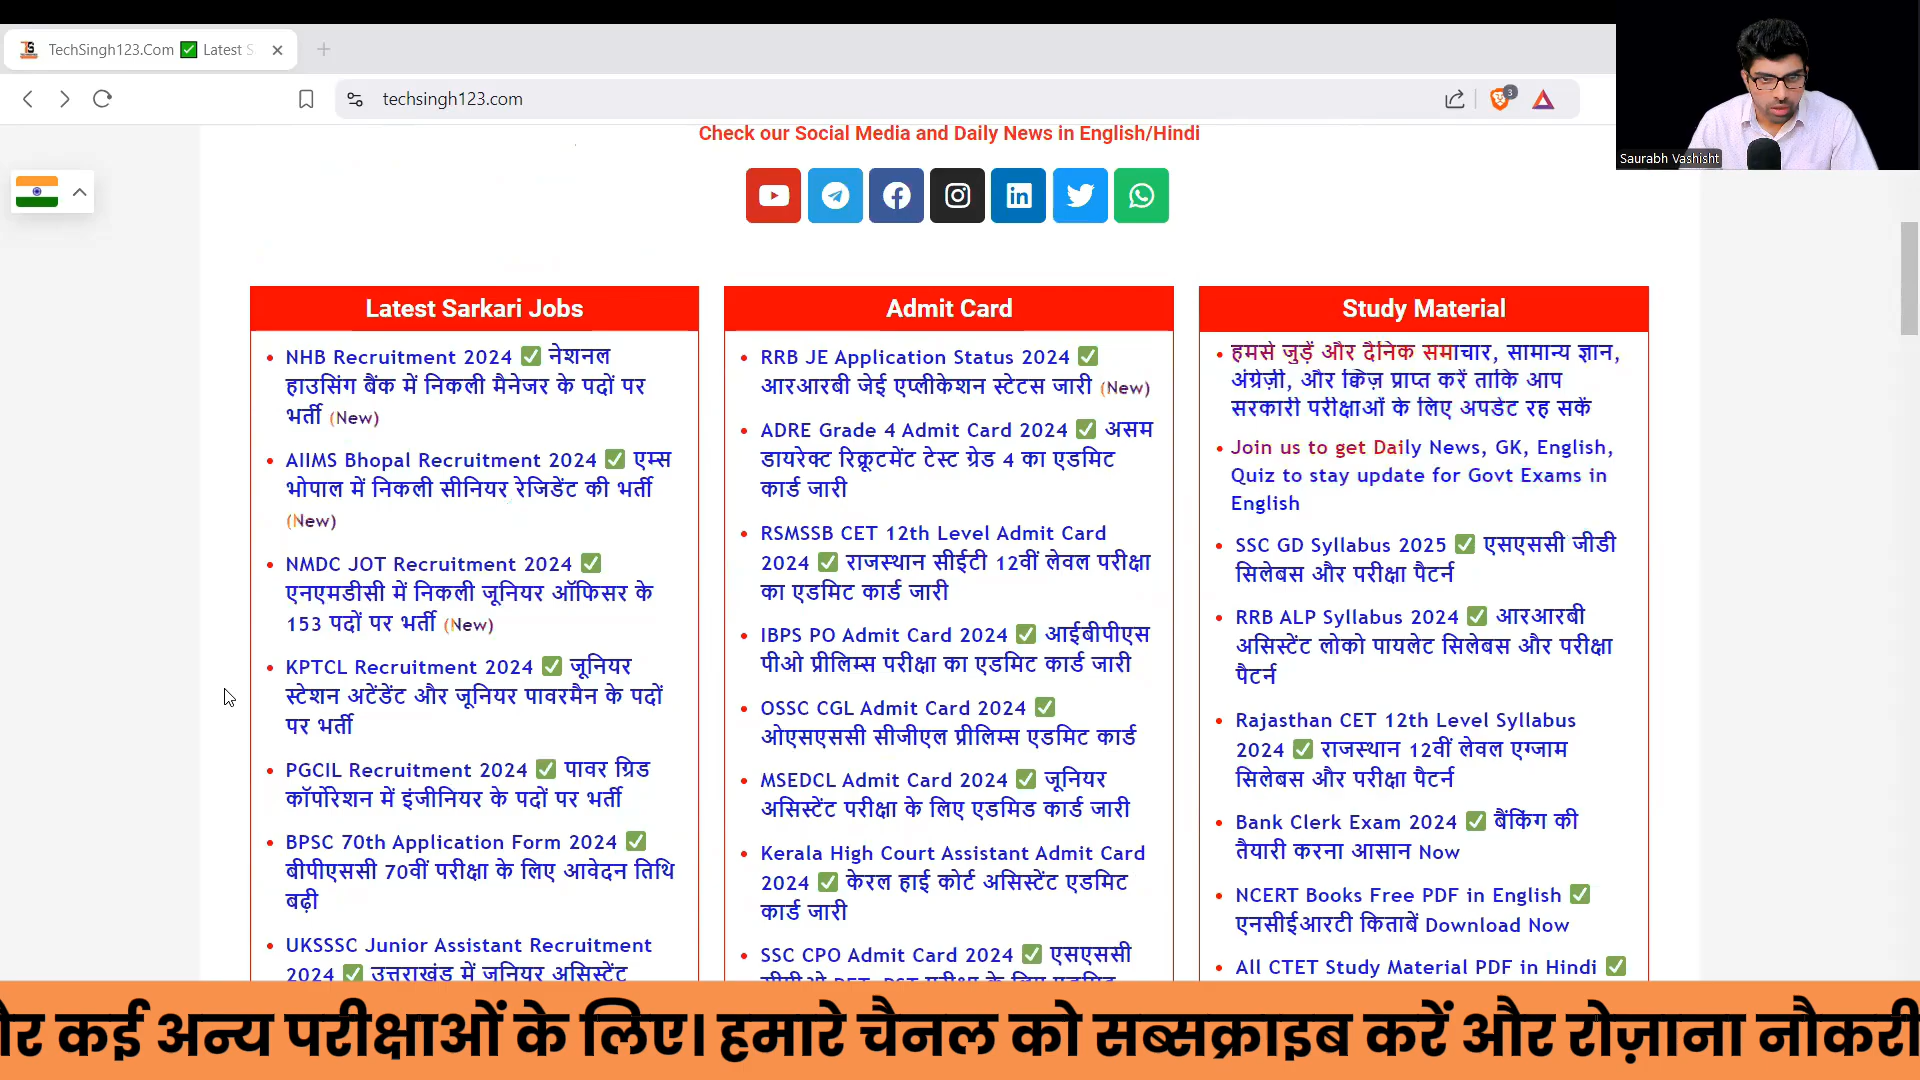 TechSingh123.Com ✅ Latest S
techsingh123.com
3
Saurabh Vashisht
Check our Social Media and Daily News in English/Hindi
Latest Sarkari Jobs
NHB Recruitment 2024 ✅ नेशनल
हाउसिंग बैंक में निकली मैनेजर के पदों पर
भर्ती (New)
AIIMS Bhopal Recruitment 2024 ✅ एम्स
भोपाल में निकली सीनियर रेजिडेंट की भर्ती
(New)
NMDC JOT Recruitment 2024 ✅
एनएमडीसी में निकली जूनियर ऑफिसर के
153 पदों पर भर्ती (New)
KPTCL Recruitment 2024 ✅ जूनियर
स्टेशन अटेंडेंट और जूनियर पावरमैन के पदों
पर भर्ती
PGCIL Recruitment 2024 ✅ पावर ग्रिड
कॉर्पोरेशन में इंजीनियर के पदों पर भर्ती
BPSC 70th Application Form 2024 ✅
बीपीएससी 70वीं परीक्षा के लिए आवेदन तिथि
बढ़ी
UKSSSC Junior Assistant Recruitment
2024 ✅ उत्तराखंड में जूनियर असिस्टेंट
Admit Card
RRB JE Application Status 2024 ✅
आरआरबी जेई एप्लीकेशन स्टेटस जारी (New)
ADRE Grade 4 Admit Card 2024 ✅ असम
डायरेक्ट रिक्रूटमेंट टेस्ट ग्रेड 4 का एडमिट
कार्ड जारी
RSMSSB CET 12th Level Admit Card
2024 ✅ राजस्थान सीईटी 12वीं लेवल परीक्षा
का एडमिट कार्ड जारी
IBPS PO Admit Card 2024 ✅ आईबीपीएस
पीओ प्रीलिम्स परीक्षा का एडमिट कार्ड जारी
OSSC CGL Admit Card 2024 ✅
ओएसएससी सीजीएल प्रीलिम्स एडमिट कार्ड
MSEDCL Admit Card 2024 ✅ जूनियर
असिस्टेंट परीक्षा के लिए एडमिड कार्ड जारी
Kerala High Court Assistant Admit Card
2024 ✅ केरल हाई कोर्ट असिस्टेंट एडमिट
कार्ड जारी
SSC CPO Admit Card 2024 ✅ एसएससी
सीपीओ PET, PST परीक्षा के लिए एडमिट
Study Material
हमसे जुड़ें और दैनिक समाचार, सामान्य ज्ञान,
अंग्रेज़ी, और क्विज़ प्राप्त करें ताकि आप
सरकारी परीक्षाओं के लिए अपडेट रह सकें
Join us to get Daily News, GK, English,
Quiz to stay update for Govt Exams in
English
SSC GD Syllabus 2025 ✅ एसएससी जीडी
सिलेबस और परीक्षा पैटर्न
RRB ALP Syllabus 2024 ✅ आरआरबी
असिस्टेंट लोको पायलेट सिलेबस और परीक्षा
पैटर्न
Rajasthan CET 12th Level Syllabus
2024 ✅ राजस्थान 12वीं लेवल एग्जाम
सिलेबस और परीक्षा पैटर्न
Bank Clerk Exam 2024 ✅ बैंकिंग की
तैयारी करना आसान Now
NCERT Books Free PDF in English ✅
एनसीईआरटी किताबें Download Now
All CTET Study Material PDF in Hindi ✅
र कई अन्य परीक्षाओं के लिए। हमारे चैनल को सब्सक्राइब करें और रोज़ाना नौकरी